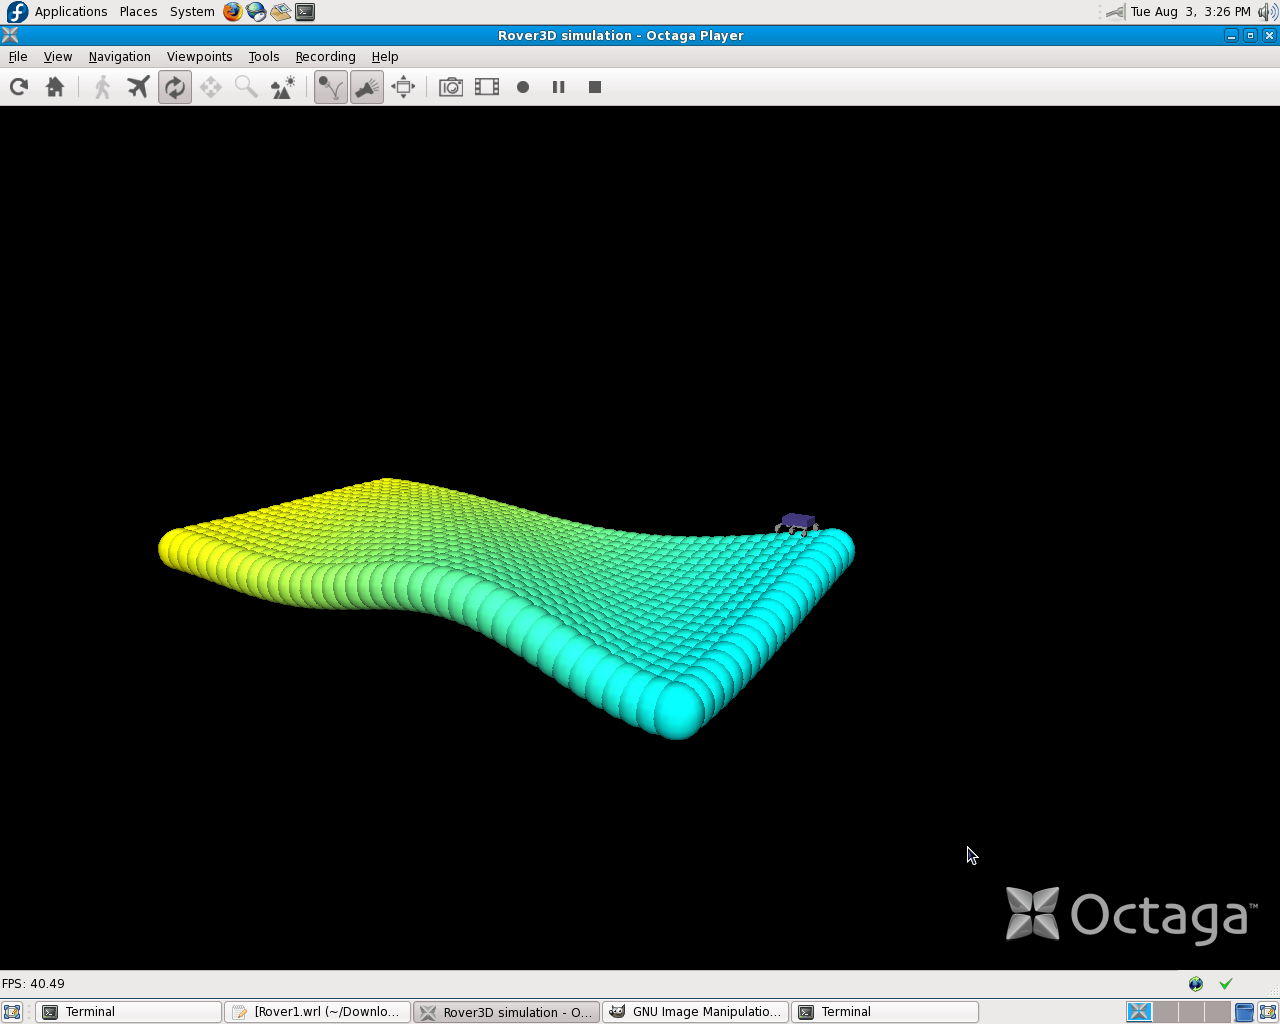 Applications Places System Tue Aug 3, 3:26 PM
Rover3D simulation - Octaga Player
File View Navigation Viewpoints Tools Recording Help
Octaga™
FPS: 40.49
Terminal [Rover1.wrl (~/Downlo... Rover3D simulation - O... GNU Image Manipulatio... Terminal